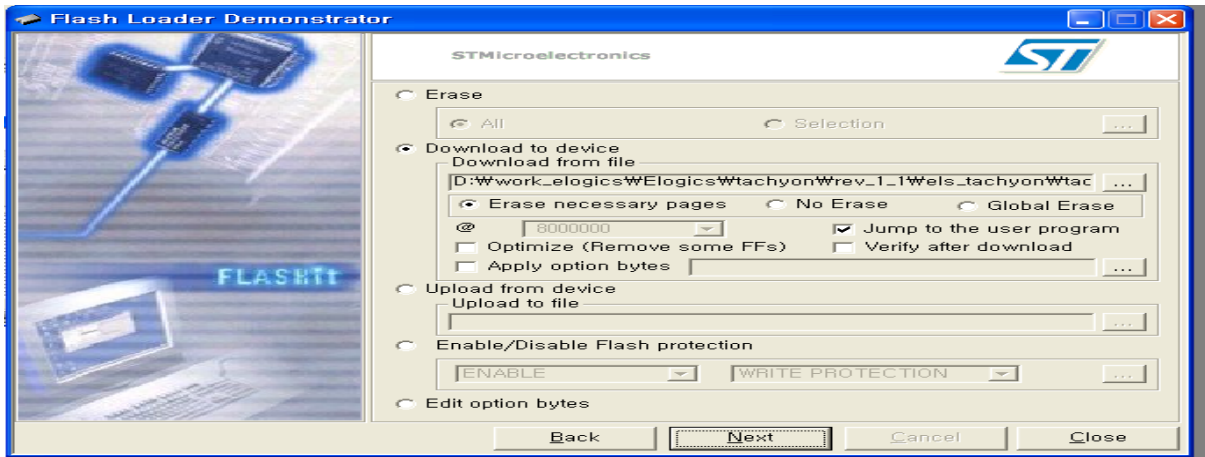 Flash Loader Demonstrator
STMicroelectronics
ST
Erase
All Selection ...
Download to device
Download from file
D:₩work_elogics₩Elogics₩tachyon₩rev_1_1₩els_tachyon₩tac ...
Erase necessary pages No Erase Global Erase
@ 8000000 Jump to the user program
Optimize (Remove some FFs) Verify after download
Apply option bytes ...
FLASHit
Upload from device
Upload to file
...
Enable/Disable Flash protection
ENABLE WRITE PROTECTION ...
Edit option bytes
Back Next Cancel Close